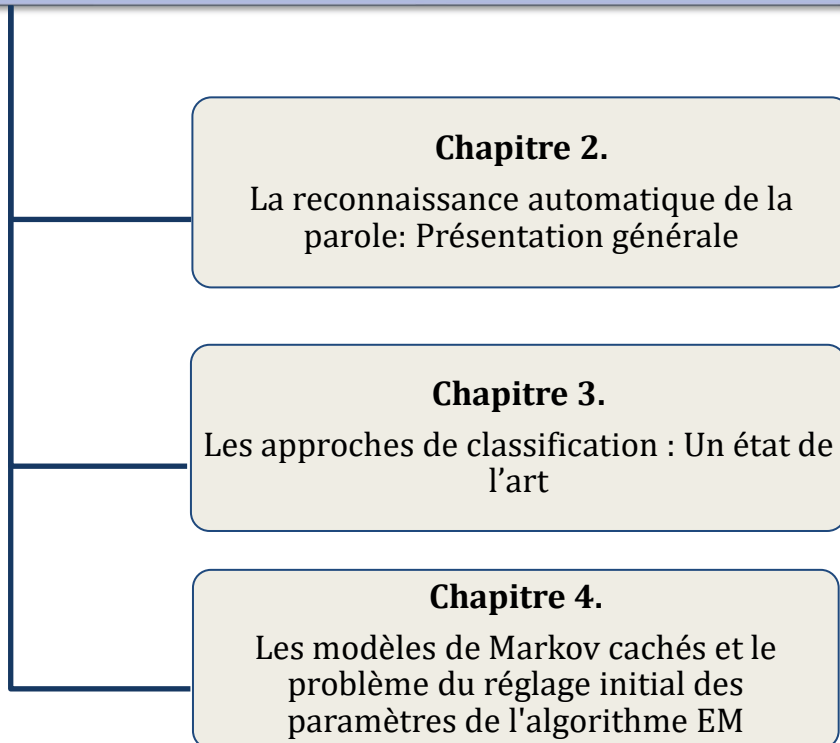 Chapitre 2.
La reconnaissance automatique de la
parole: Présentation générale
Chapitre 3.
Les approches de classification : Un état de
l’art
Chapitre 4.
Les modèles de Markov cachés et le
problème du réglage initial des
paramètres de l'algorithme EM